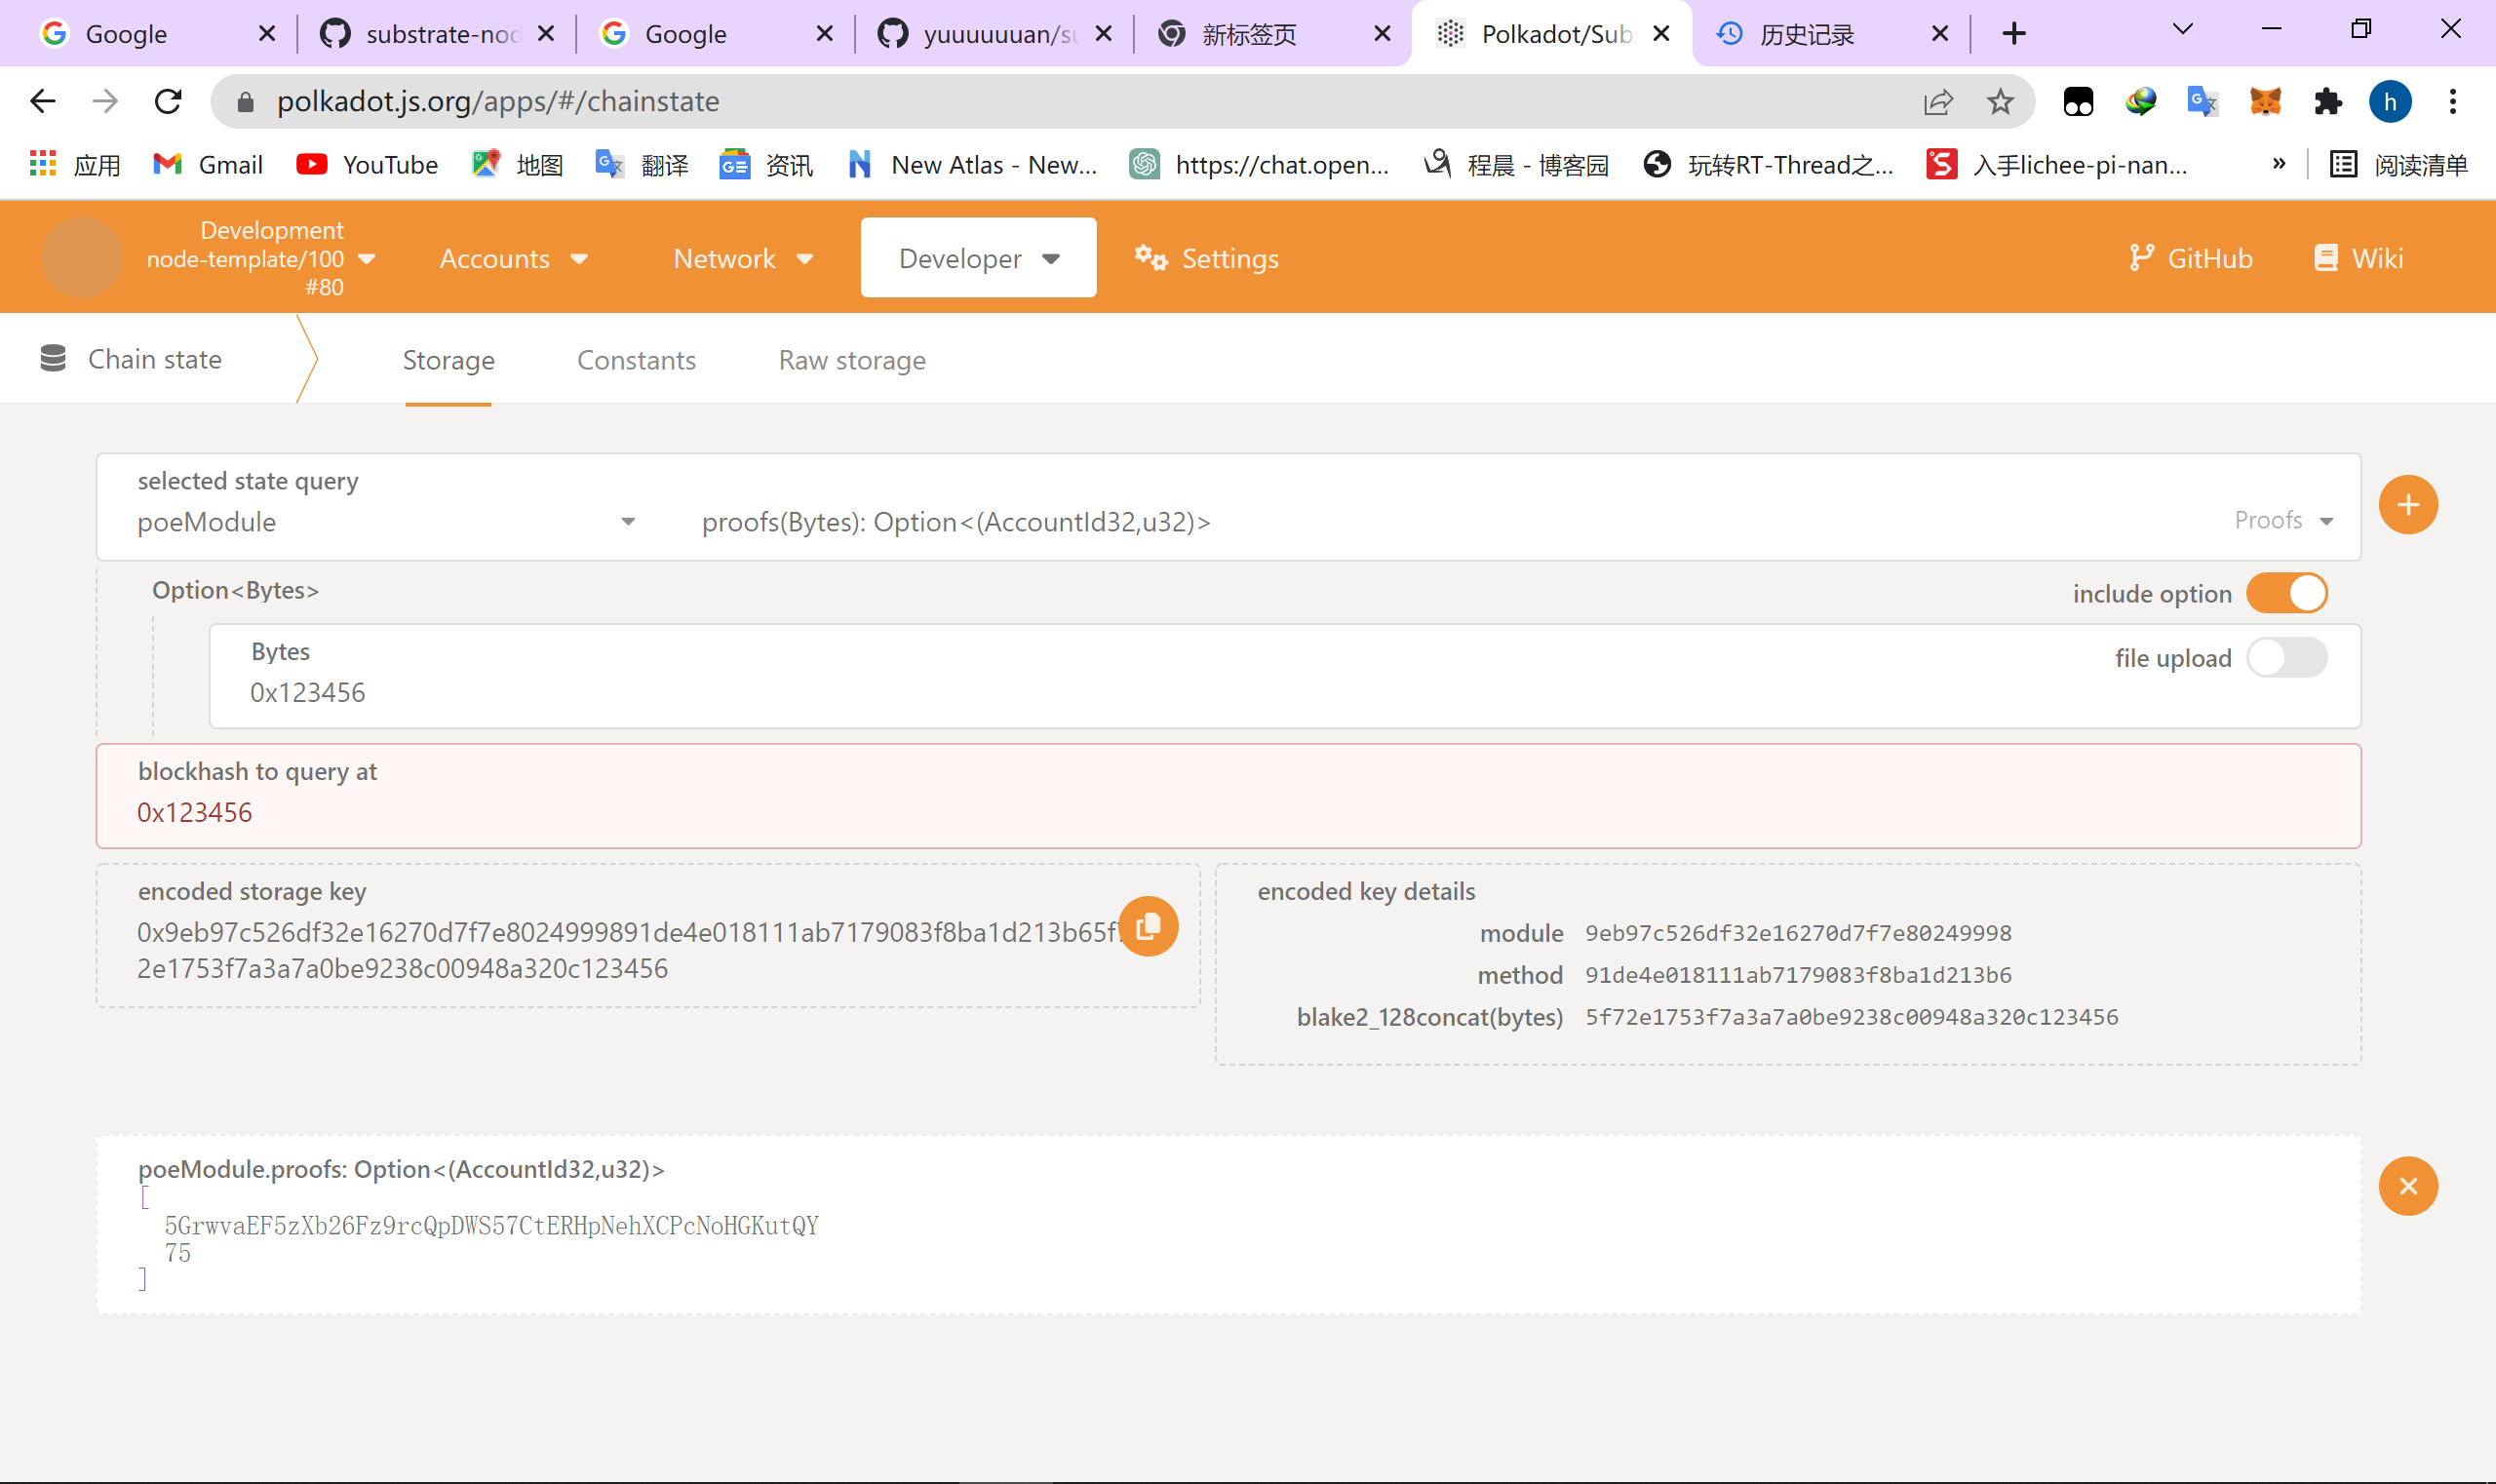 Google
substrate-nod
Google
yuuuuuuan/su
新标签页
Polkadot/Sub
历史记录
polkadot.js.org/apps/#/chainstate
h
应用
Gmail
YouTube
地图
翻译
资讯
New Atlas - New...
https://chat.open...
程晨 - 博客园
玩转RT-Thread之...
入手lichee-pi-nan...
»
阅读清单
Development
node-template/100
#80
Accounts
Network
Developer
Settings
GitHub
Wiki
Chain state
Storage
Constants
Raw storage
selected state query
poeModule
proofs(Bytes): Option<(AccountId32,u32)>
Proofs
Option<Bytes>
include option
Bytes
0x123456
file upload
blockhash to query at
0x123456
encoded storage key
0x9eb97c526df32e16270d7f7e8024999891de4e018111ab7179083f8ba1d213b65f7
2e1753f7a3a7a0be9238c00948a320c123456
encoded key details
module 9eb97c526df32e16270d7f7e80249998
method 91de4e018111ab7179083f8ba1d213b6
blake2_128concat(bytes) 5f72e1753f7a3a7a0be9238c00948a320c123456
poeModule.proofs: Option<(AccountId32,u32)>
[
5GrwvaEF5zXb26Fz9rcQpDWS57CtERHpNehXCPcNoHGKutQY
75
]